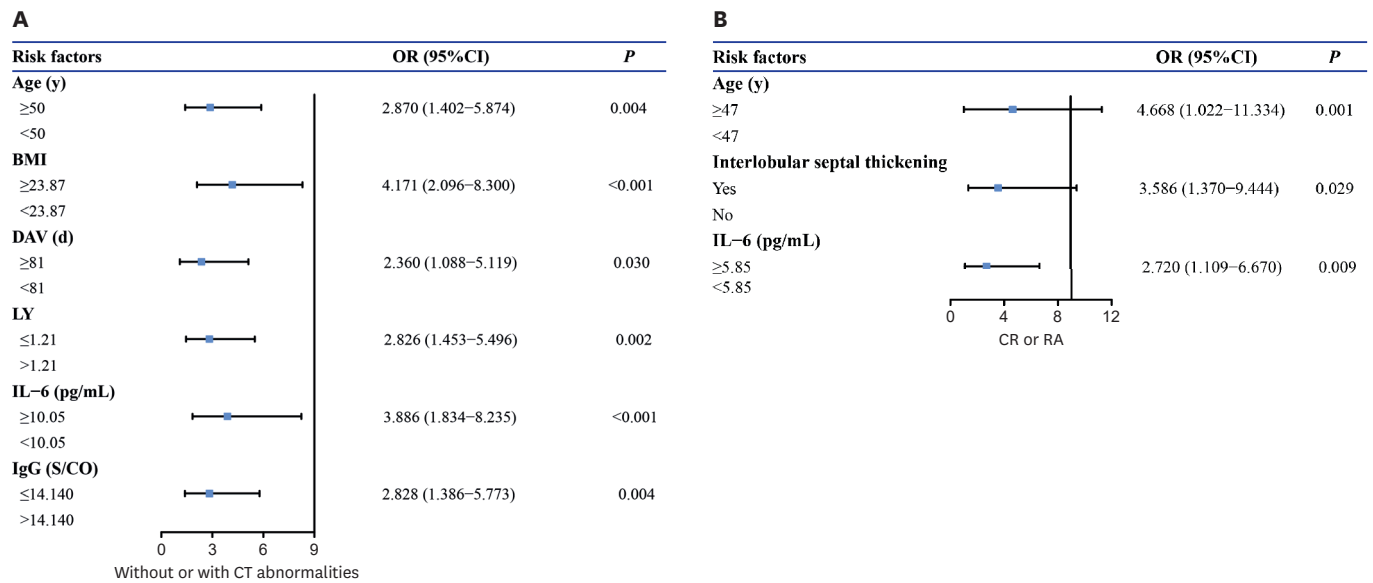 A
Risk factors OR (95%CI) P
Age (y)
≥50 2.870 (1.402−5.874) 0.004
<50
BMI
≥23.87 4.171 (2.096−8.300) <0.001
<23.87
DAV (d)
≥81 2.360 (1.088−5.119) 0.030
<81
LY
≤1.21 2.826 (1.453−5.496) 0.002
>1.21
IL−6 (pg/mL)
≥10.05 3.886 (1.834−8.235) <0.001
<10.05
IgG (S/CO)
≤14.140 2.828 (1.386−5.773) 0.004
>14.140
0 3 6 9
Without or with CT abnormalities
B
Risk factors OR (95%CI) P
Age (y)
≥47 4.668 (1.022−11.334) 0.001
<47
Interlobular septal thickening
Yes 3.586 (1.370−9.444) 0.029
No
IL−6 (pg/mL)
≥5.85 2.720 (1.109−6.670) 0.009
<5.85
0 4 8 12
CR or RA